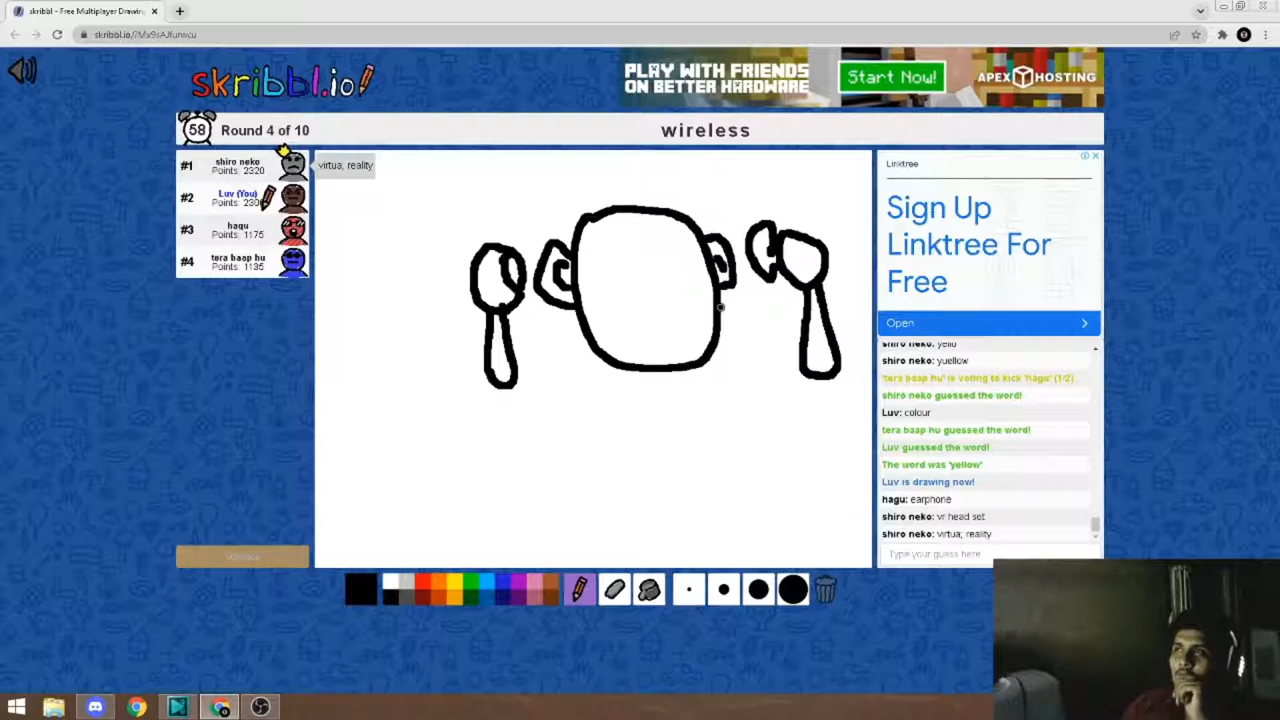 skribbl - Free Multiplayer Drawing
skribbl.io/?Mx9sAJfurwcu
skribbl.io
PLAY WITH FRIENDS
ON BETTER HARDWARE
Start Now!
APEX HOSTING
58
Round 4 of 10
wireless
#1
shiro neko
Points: 2320
virtua; reality
#2
Luv (You)
#3
hagu
Points: 1175
#4
tera baap hu
Points: 1135
Linktree
Sign Up
Linktree For
Free
Open
shiro neko: yello
shiro neko: yuellow
'tera baap hu' is voting to kick 'hagu' (1/2)
shiro neko guessed the word!
Luv: colour
tera baap hu guessed the word!
Luv guessed the word!
The word was 'yellow'
Luv is drawing now!
hagu: earphone
shiro neko: vr head set
shiro neko: virtua; reality
Type your guess here